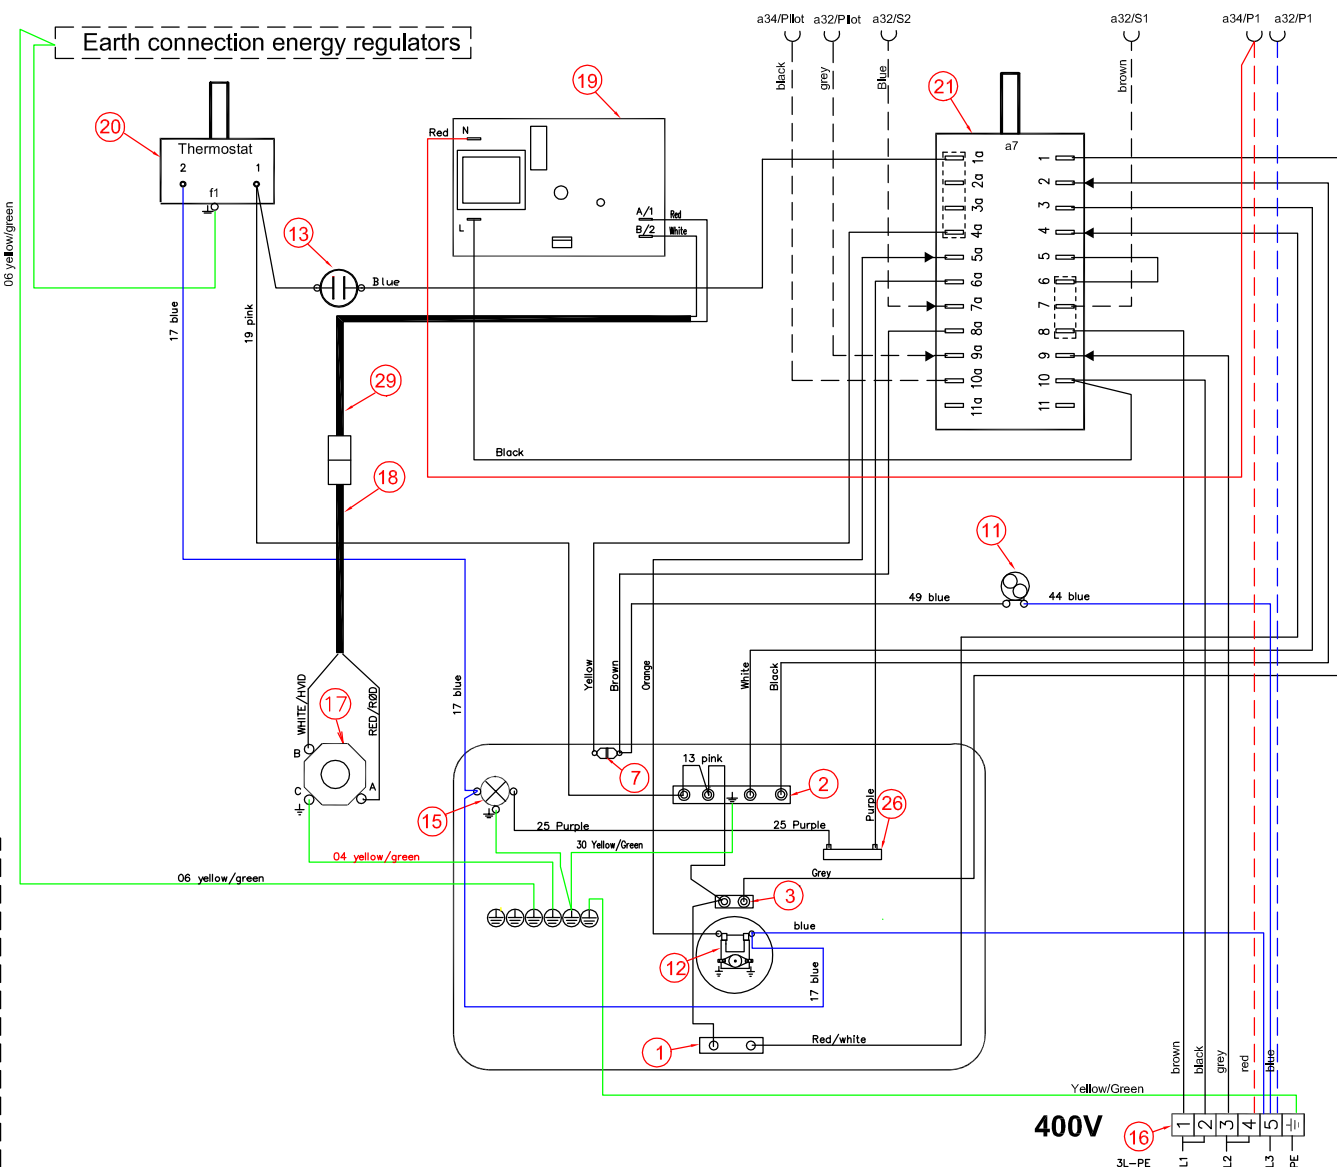 a34/Pilot a32/Pilot a32/S2 a32/S1 a34/P1 a32/P1
Earth connection energy regulators
black
grey
Blue
brown
19
21
20
Red N
a7
Thermostat
2 1
f1
L
A/1 Red
B/2 White
13
Blue
06 yellow/green
17 blue
19 pink
1a 1
2a 2
3a 3
4a 4
5a 5
6a 6
7a 7
8a 8
9a 9
10a 10
11a 11
29
Black
18
11
49 blue 44 blue
Yellow
Brown
Orange
White
Black
17 blue
WHITE/HVID
RED/RØD
17
B
C A
13 pink
7
2
15
26
Purple
25 Purple 25 Purple
30 Yellow/Green
04 yellow/green
06 yellow/green
Grey
3
blue
12
17 blue
Red/white
1
brown
black
grey
red
blue
Yellow/Green
400V
16
1 2 3 4 5
3L-PE
L1 L2 L3 PE